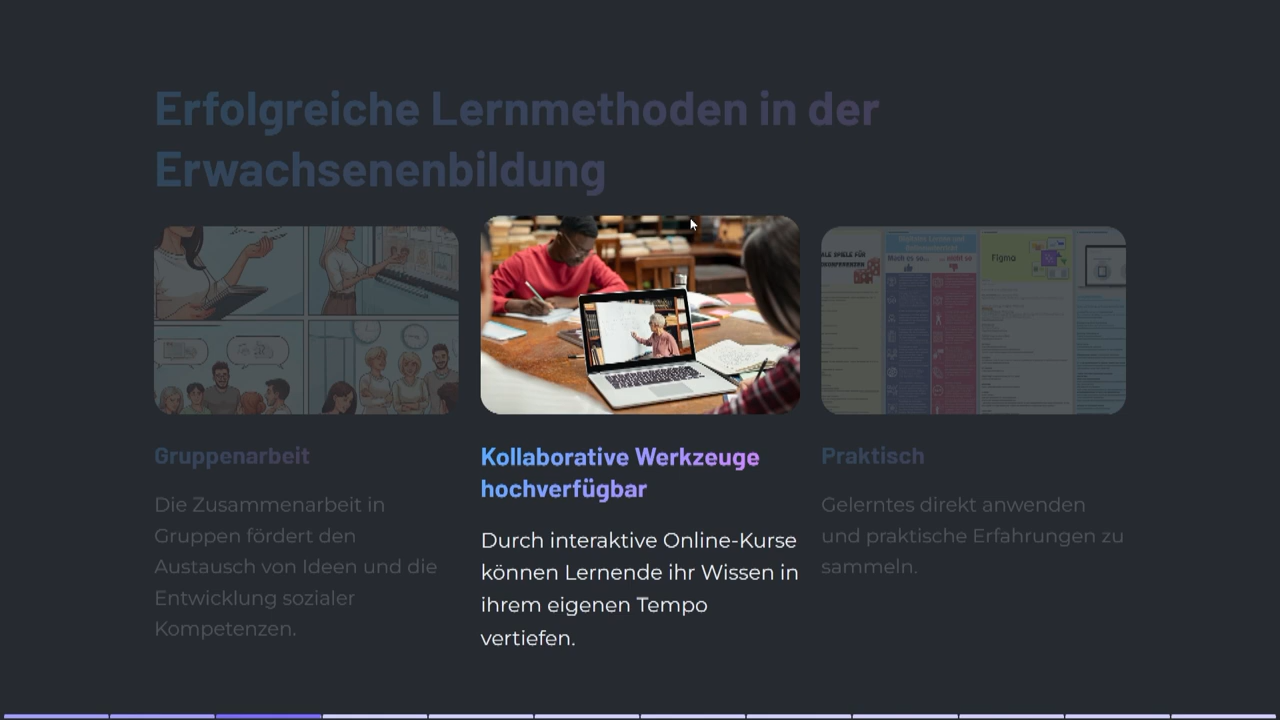 Erfolgreiche Lernmethoden in der
Erwachsenenbildung
Figma
Gruppenarbeit
Die Zusammenarbeit in
Gruppen fördert den
Austausch von Ideen und die
Entwicklung sozialer
Kompetenzen.
Kollaborative Werkzeuge
hochverfügbar
Durch interaktive Online-Kurse
können Lernende ihr Wissen in
ihrem eigenen Tempo
vertiefen.
Praktisch
Gelerntes direkt anwenden
und praktische Erfahrungen zu
sammeln.